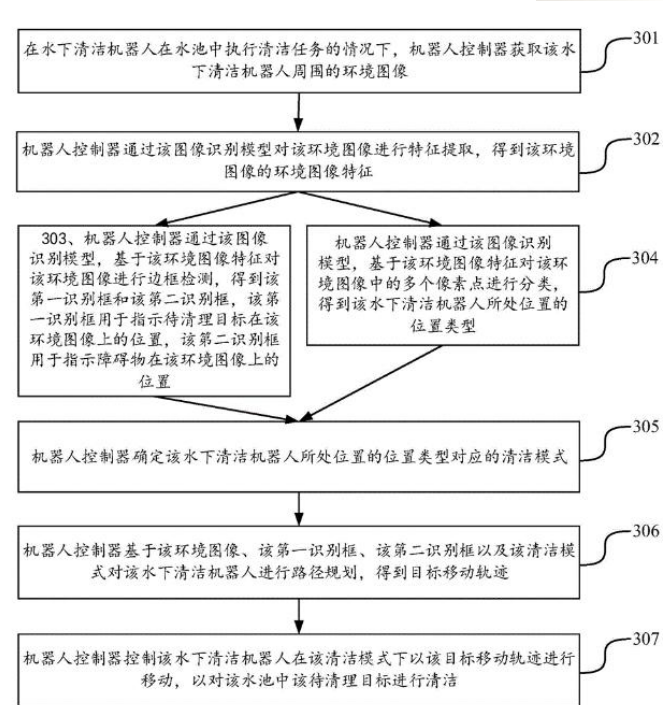 在水下清洁机器人在水池中执行清洁任务的情况下，机器人控制器获取该水
下清洁机器人周围的环境图像
301
机器人控制器通过该图像识别模型对该环境图像进行特征提取，得到该环境
图像的环境图像特征
302
303、机器人控制器通过该图像
识别模型，基于该环境图像特征对
该环境图像进行边框检测，得到该
第一识别框和该第二识别框，该第
一识别框用于指示待清理目标在该
环境图像上的位置，该第二识别框
用于指示障碍物在该环境图像上的
位置
机器人控制器通过该图像识别
模型，基于该环境图像特征对该环
境图像中的多个像素点进行分类，
得到该水下清洁机器人所处位置的
位置类型
304
机器人控制器确定该水下清洁机器人所处位置的位置类型对应的清洁模式
305
机器人控制器基于该环境图像、该第一识别框、该第二识别框以及该清洁模
式对该水下清洁机器人进行路径规划，得到目标移动轨迹
306
机器人控制器控制该水下清洁机器人在该清洁模式下以该目标移动轨迹进行
移动，以对该水池中该待清理目标进行清洁
307